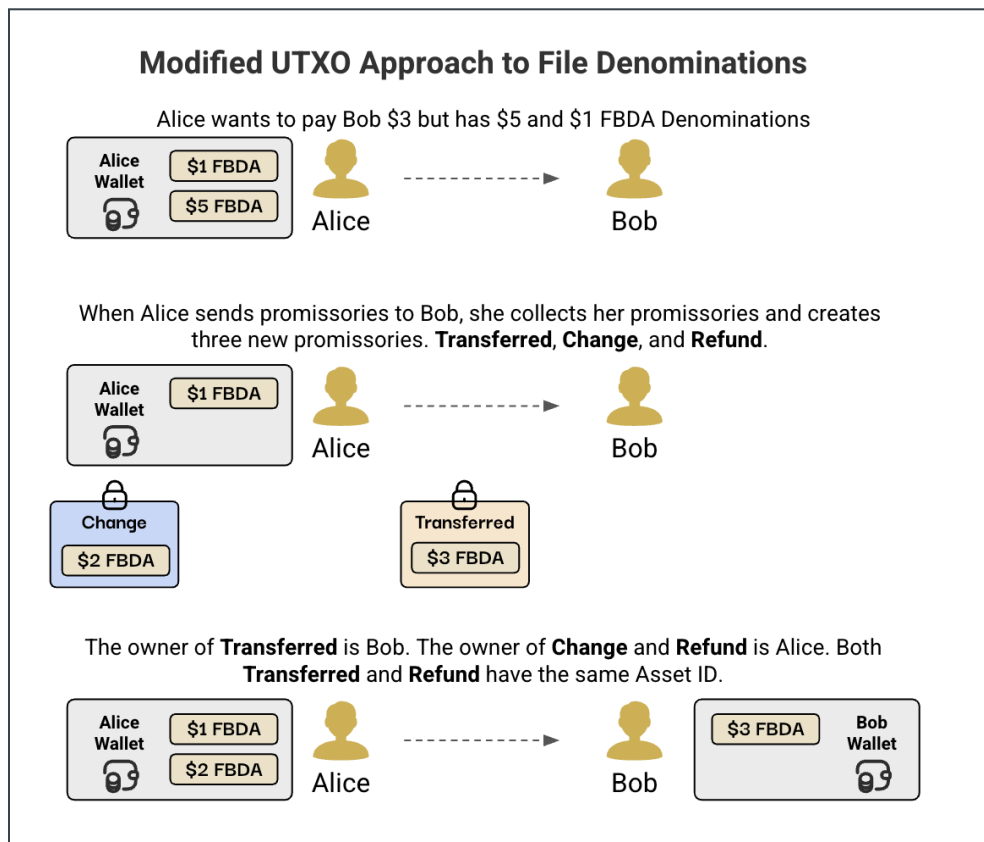 Modified UTXO Approach to File Denominations
Alice wants to pay Bob $3 but has $5 and $1 FBDA Denominations
Alice
Wallet
$1 FBDA
$5 FBDA
Alice
Bob
When Alice sends promissories to Bob, she collects her promissories and creates
three new promissories. Transferred, Change, and Refund.
Alice
Wallet
$1 FBDA
Alice
Bob
Change
$2 FBDA
Transferred
$3 FBDA
The owner of Transferred is Bob. The owner of Change and Refund is Alice. Both
Transferred and Refund have the same Asset ID.
Alice
Wallet
$1 FBDA
$2 FBDA
Alice
Bob
$3 FBDA
Bob
Wallet